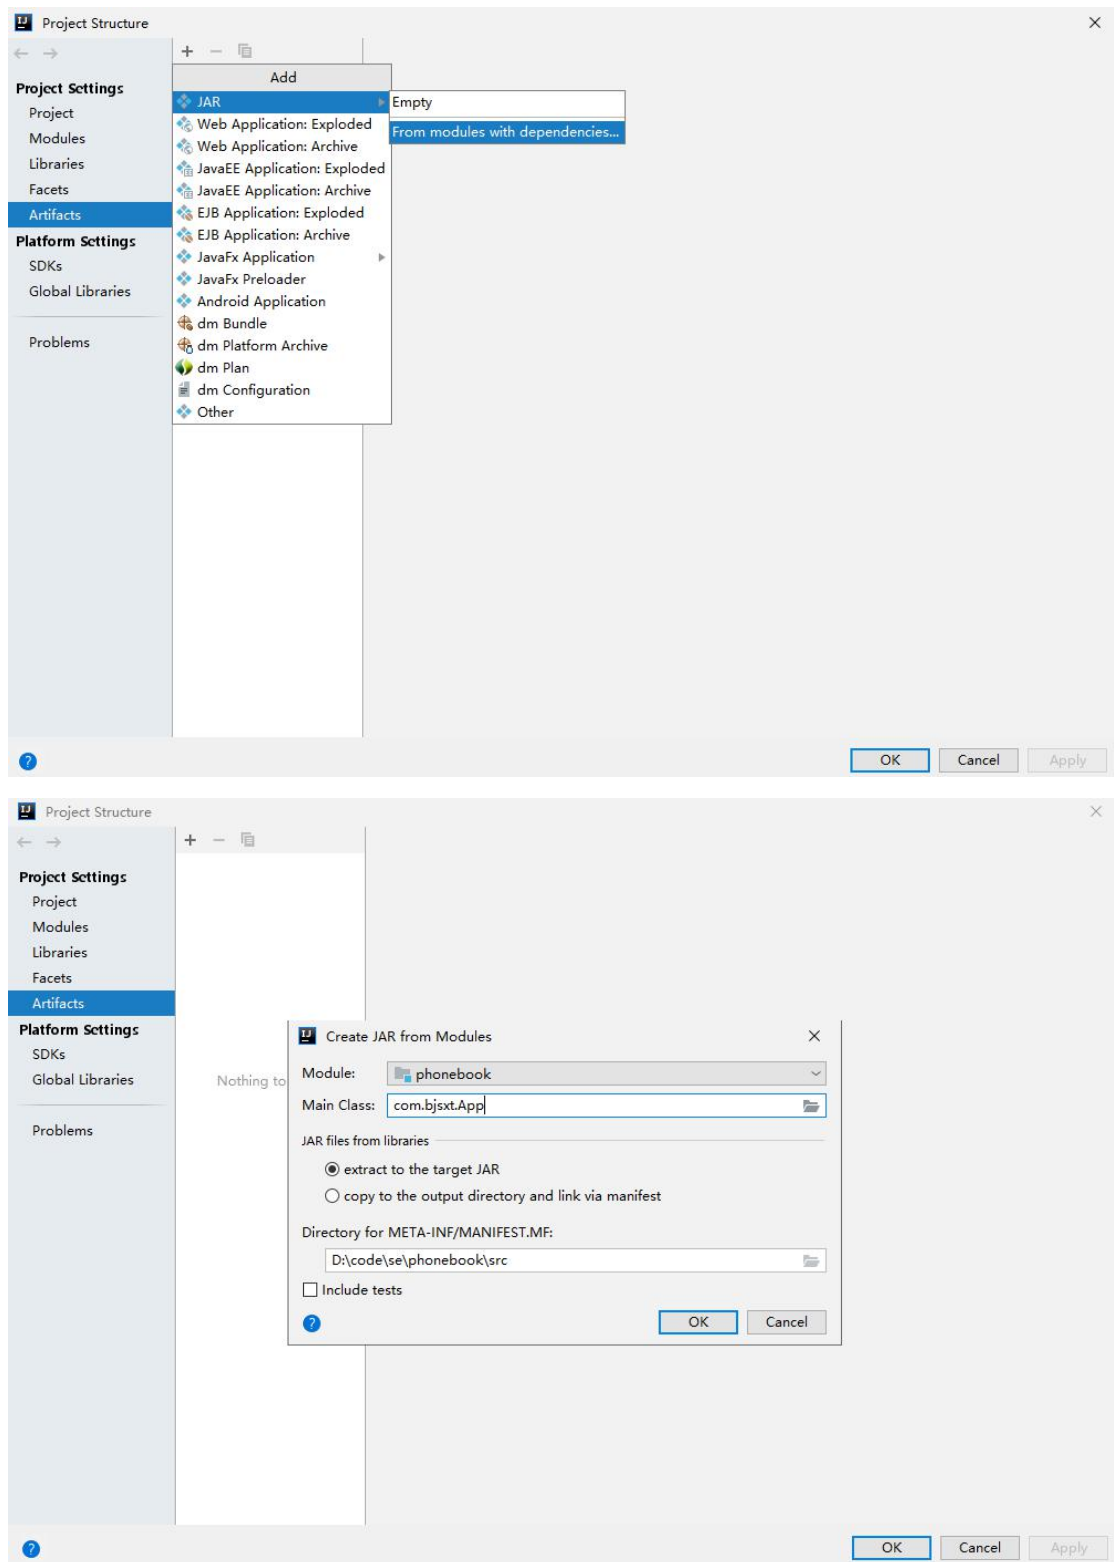 Project Structure
Project Settings
Project
Modules
Libraries
Facets
Artifacts
Platform Settings
SDKs
Global Libraries
Problems
Add
JAR
Web Application: Exploded
Web Application: Archive
JavaEE Application: Exploded
JavaEE Application: Archive
EJB Application: Exploded
EJB Application: Archive
JavaFx Application
JavaFx Preloader
Android Application
dm Bundle
dm Platform Archive
dm Plan
dm Configuration
Other
Empty
From modules with dependencies...
OK Cancel Apply
Project Structure
Project Settings
Project
Modules
Libraries
Facets
Artifacts
Platform Settings
SDKs
Global Libraries
Problems
Nothing to
Create JAR from Modules
Module: phonebook
Main Class: com.bjsxt.App
JAR files from libraries
extract to the target JAR
copy to the output directory and link via manifest
Directory for META-INF/MANIFEST.MF:
D:\code\se\phonebook\src
Include tests
OK Cancel
OK Cancel Apply